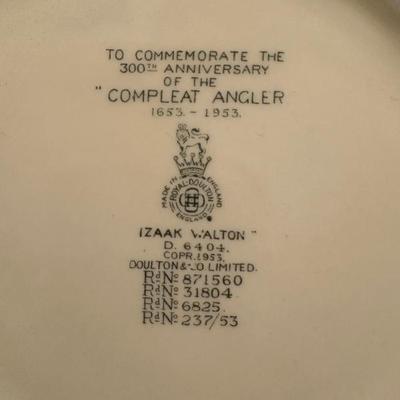 TO COMMEMORATE THE
300TH ANNIVERSARY
OF THE
"COMPLEAT ANGLER
1653. - 1953.
MADE IN ENGLAND
ROYAL-DOULTON
ENGLAND
IZAAK WALTON"
D. 6404.
COPR.1953.
DOULTON & CO LIMITED.
Rd No 871560
Rd No 31804
Rd No 6825
Rd No 237/53